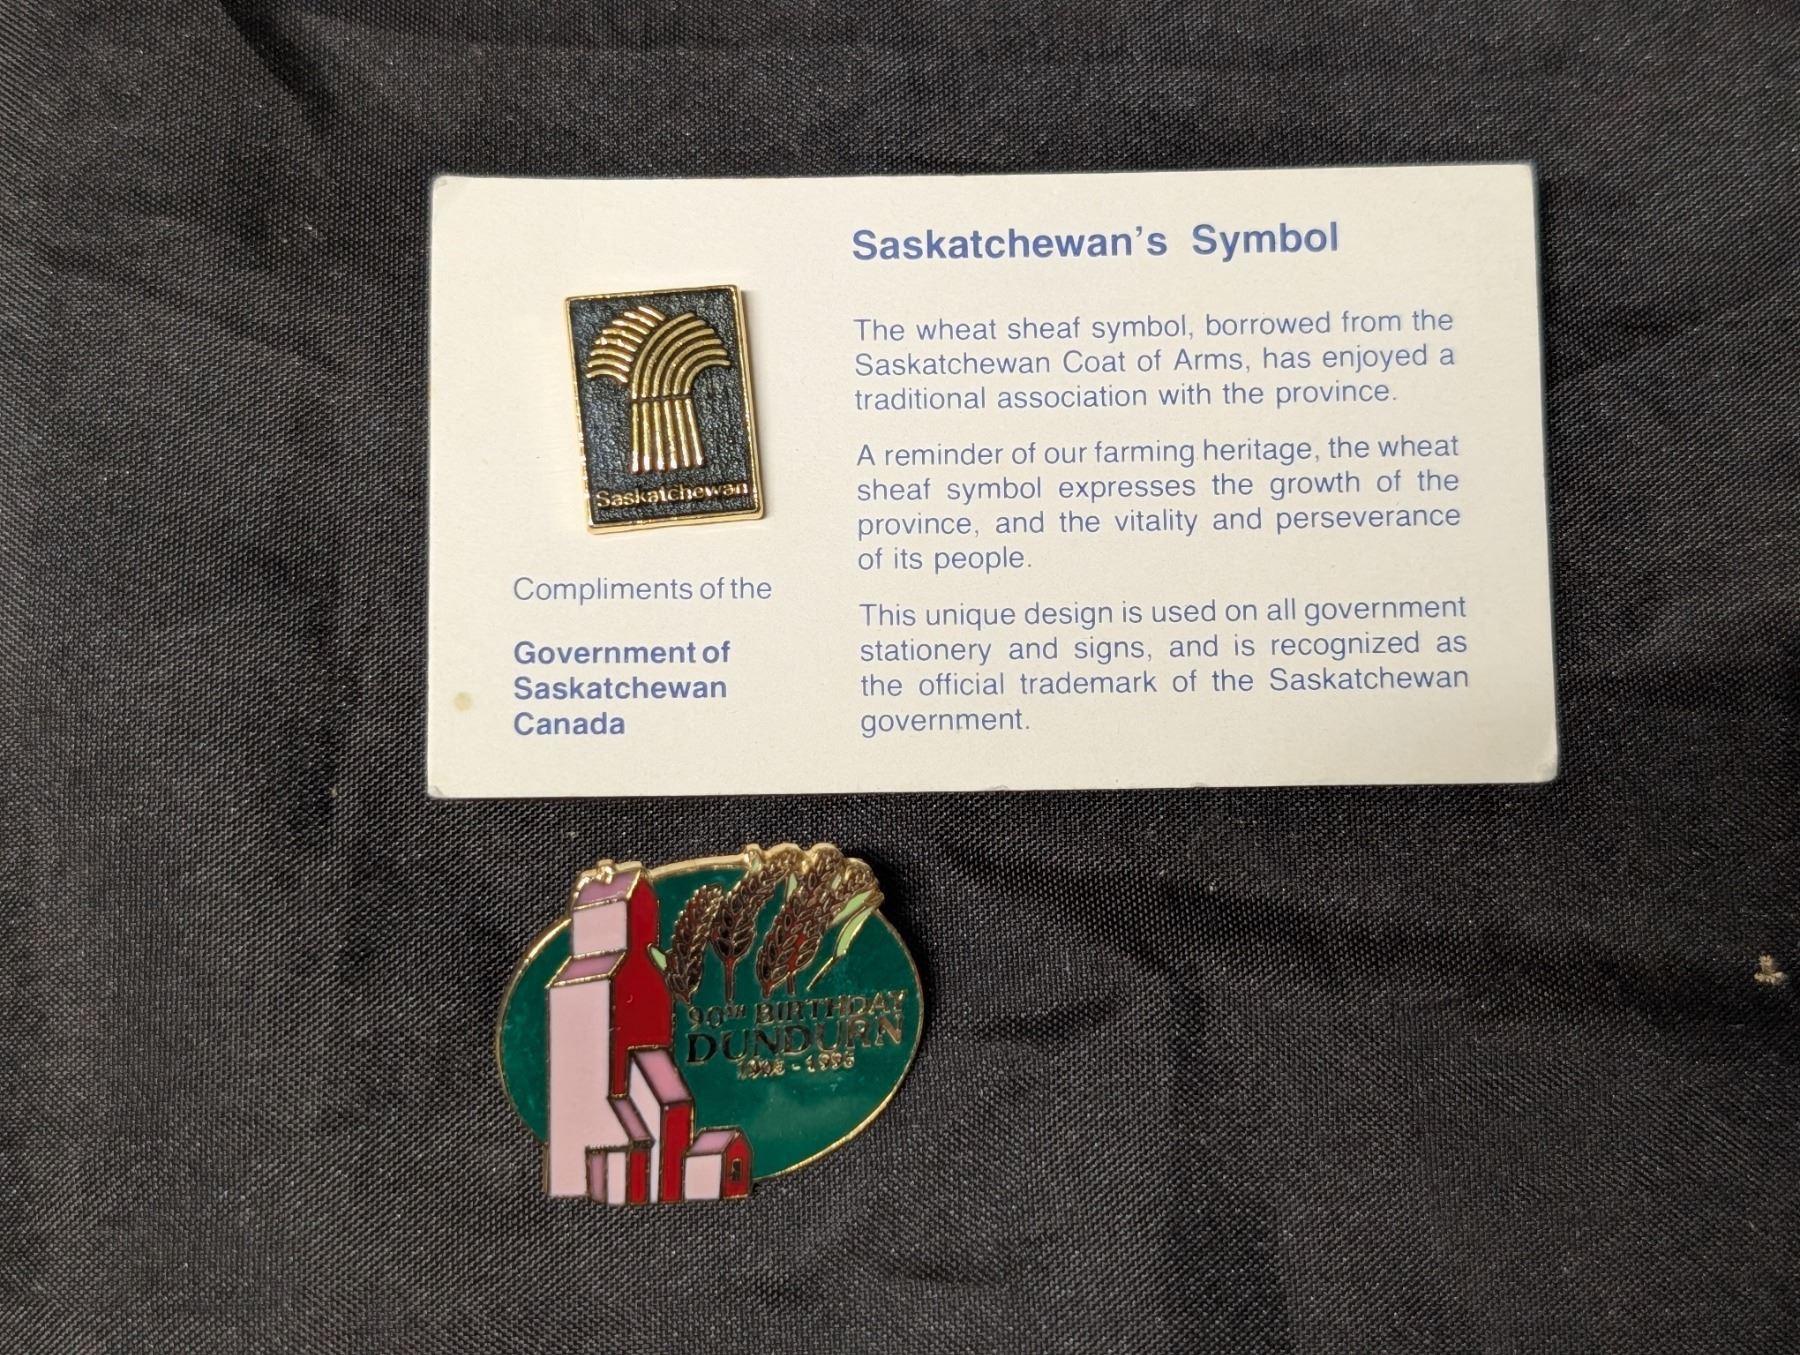 Saskatchewan
Compliments of the
Government of
Saskatchewan
Canada
Saskatchewan's Symbol
The wheat sheaf symbol, borrowed from the
Saskatchewan Coat of Arms, has enjoyed a
traditional association with the province.
A reminder of our farming heritage, the wheat
sheaf symbol expresses the growth of the
province, and the vitality and perseverance
of its people.
This unique design is used on all government
stationery and signs, and is recognized as
the official trademark of the Saskatchewan
government.
90TH BIRTHDAY
DUNDURN
1905-1995